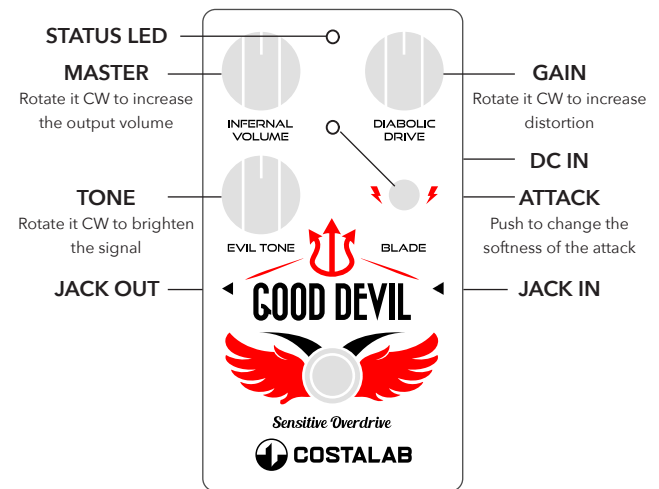 STATUS LED
MASTER
Rotate it CW to increase
the output volume
GAIN
Rotate it CW to increase
distortion
INFERNAL
VOLUME
DIABOLIC
DRIVE
DC IN
TONE
Rotate it CW to brighten
the signal
ATTACK
Push to change the
softness of the attack
EVIL TONE
BLADE
JACK OUT
JACK IN
GOOD DEVIL
Sensitive Overdrive
COSTALAB